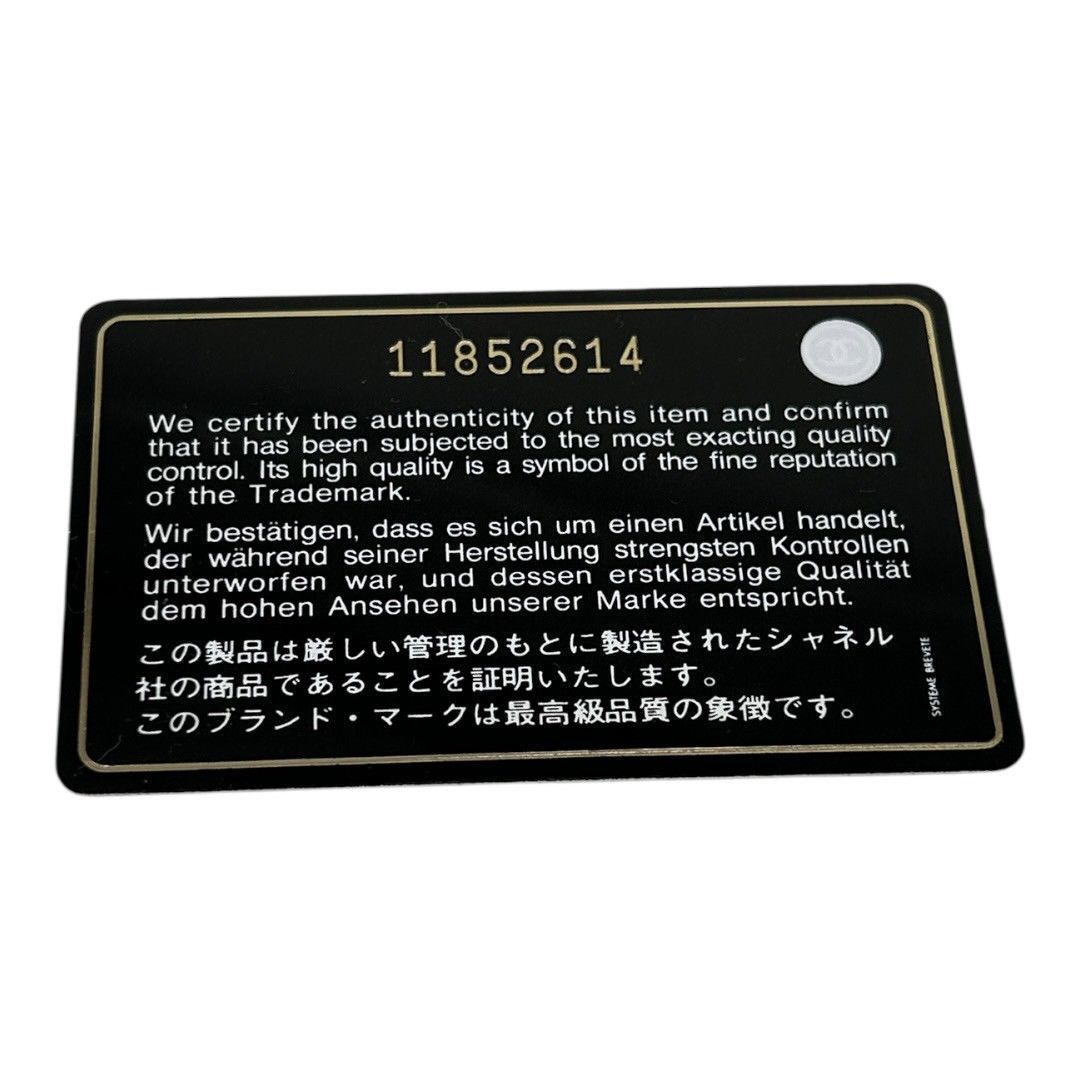 11852614
We certify the authenticity of this item and confirm
that it has been subjected to the most exacting quality
control. Its high quality is a symbol of the fine reputation
of the Trademark.
Wir bestätigen, dass es sich um einen Artikel handelt,
der während seiner Herstellung strengsten Kontrollen
unterworfen war, und dessen erstklassige Qualität
dem hohen Ansehen unserer Marke entspricht.
この製品は厳しい管理のもとに製造されたシャネル
社の商品であることを証明いたします。
このブランド・マークは最高級品質の象徴です。
SYSTEME BREVETE